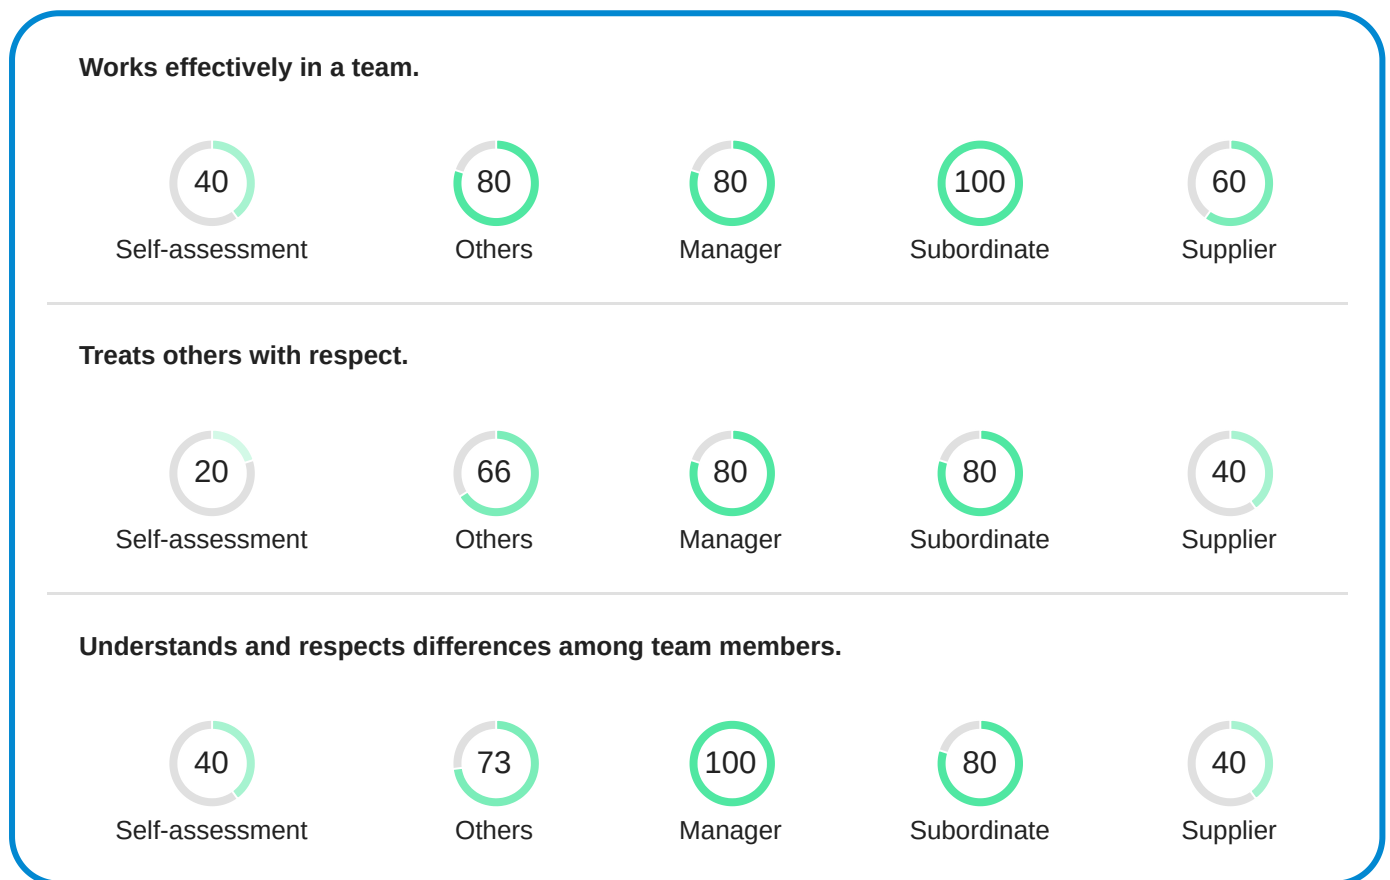 Works effectively in a team.
40 80 80 100 60
Self-assessment Others Manager Subordinate Supplier
Treats others with respect.
20 66 80 80 40
Self-assessment Others Manager Subordinate Supplier
Understands and respects differences among team members.
40 73 100 80 40
Self-assessment Others Manager Subordinate Supplier